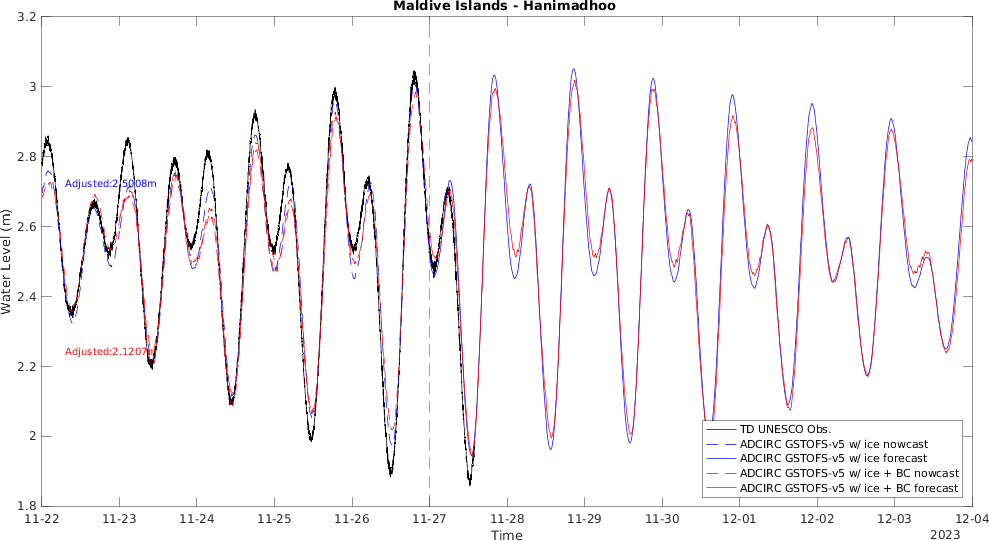 Maldive Islands - Hanimadhoo
3.2
3
2.8
2.6
2.4
2.2
2
1.8
Water Level (m)
Adjusted:2.5008m
Adjusted:2.1207m
TD UNESCO Obs.
ADCIRC GSTOFS-v5 w/ ice nowcast
ADCIRC GSTOFS-v5 w/ ice forecast
ADCIRC GSTOFS-v5 w/ ice + BC nowcast
ADCIRC GSTOFS-v5 w/ ice + BC forecast
11-22 11-23 11-24 11-25 11-26 11-27 11-28 11-29 11-30 12-01 12-02 12-03 12-04
Time
2023